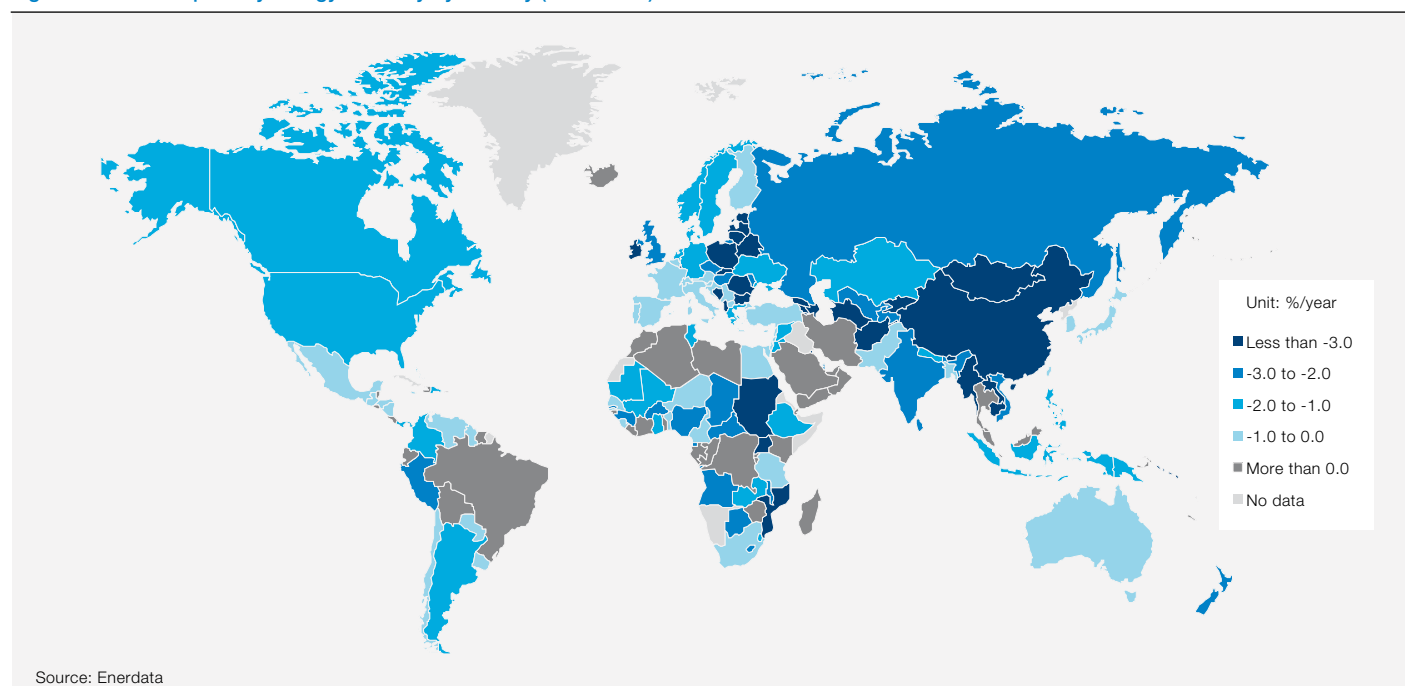 Unit: %/year
Less than -3.0
-3.0 to -2.0
-2.0 to -1.0
-1.0 to 0.0
More than 0.0
No data
Source: Enerdata